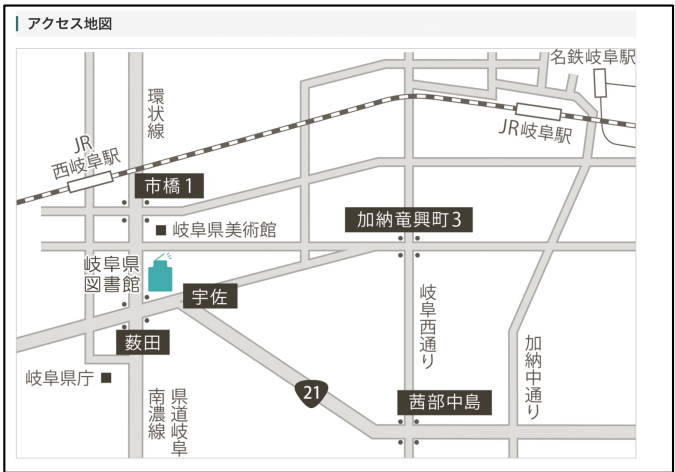 アクセス地図
名鉄岐阜駅
環状線
JR岐阜駅
JR
西岐阜駅
市橋1
岐阜県美術館
加納竜興町3
岐阜県
図書館
宇佐
岐阜西通り
薮田
加納中通り
岐阜県庁
21
茜部中島
県道岐阜
南濃線